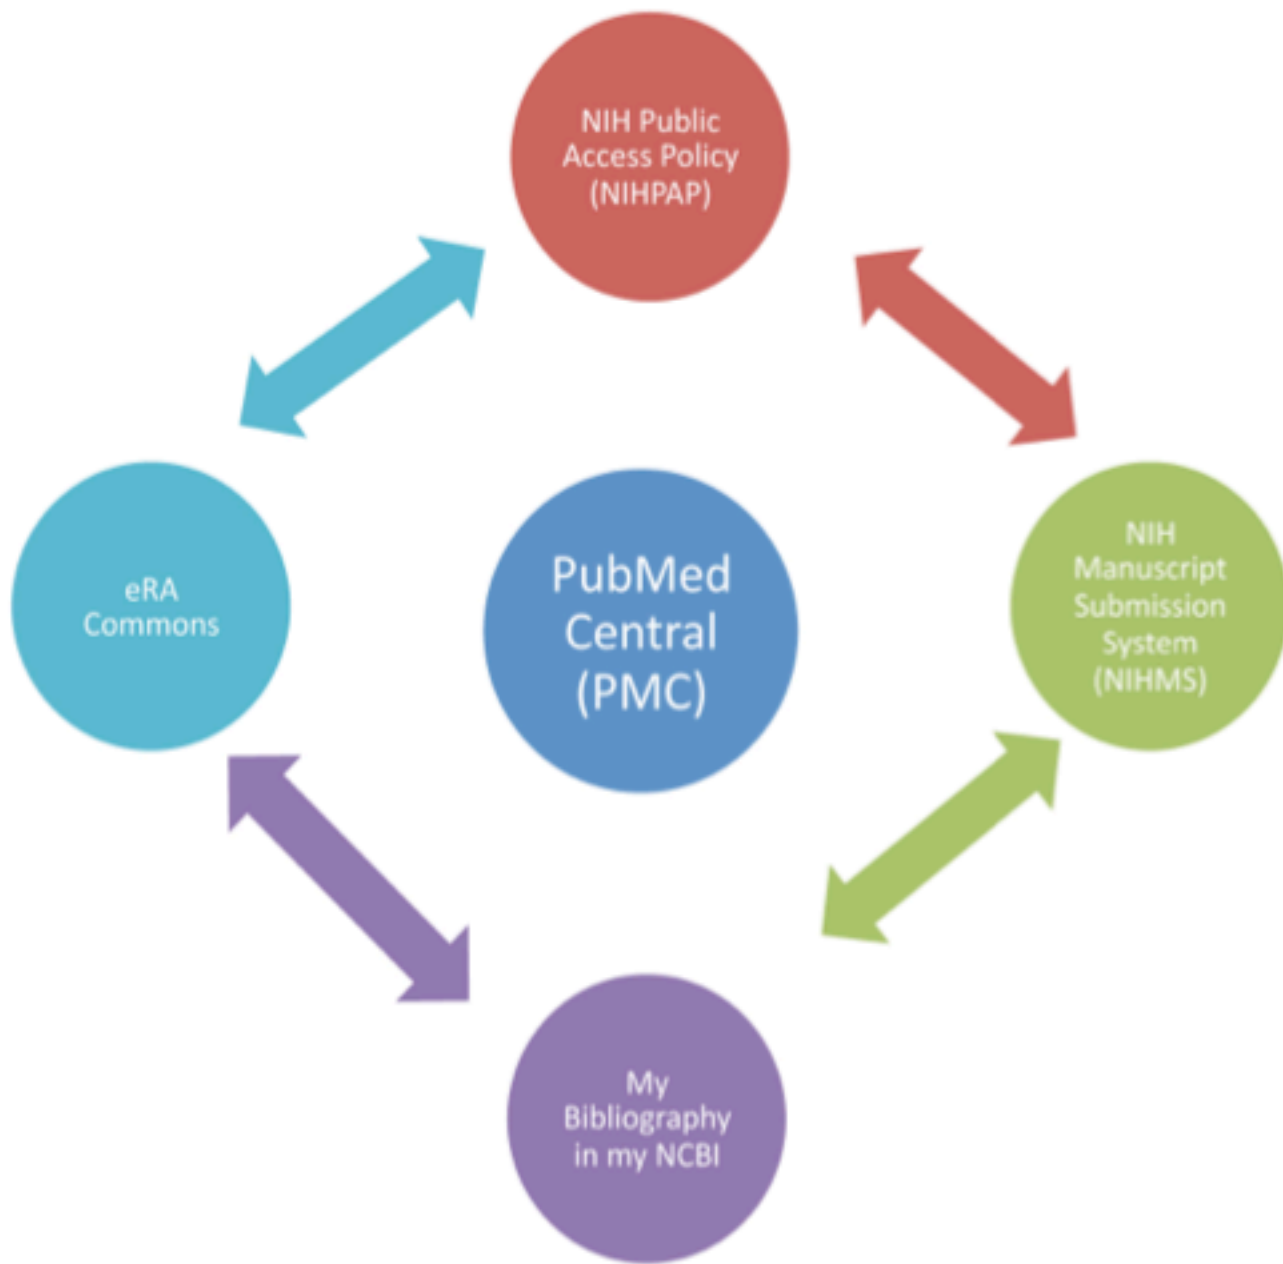 NIH Public
Access Policy
(NIHPAP)
eRA
Commons
PubMed
Central
(PMC)
NIH
Manuscript
Submission
System
(NIHMS)
My
Bibliography
in my NCBI